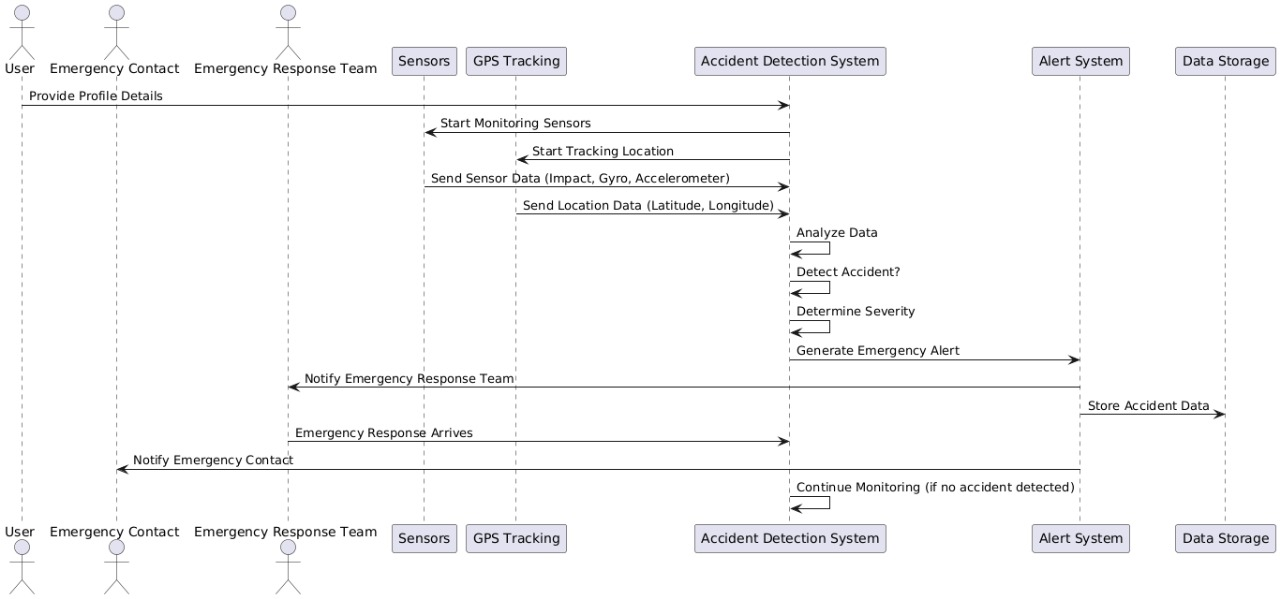 User
Emergency Contact
Emergency Response Team
Sensors
GPS Tracking
Accident Detection System
Alert System
Data Storage
Provide Profile Details
Start Monitoring Sensors
Start Tracking Location
Send Sensor Data (Impact, Gyro, Accelerometer)
Send Location Data (Latitude, Longitude)
Analyze Data
Detect Accident?
Determine Severity
Generate Emergency Alert
Notify Emergency Response Team
Store Accident Data
Emergency Response Arrives
Notify Emergency Contact
Continue Monitoring (if no accident detected)
User
Emergency Contact
Emergency Response Team
Sensors
GPS Tracking
Accident Detection System
Alert System
Data Storage